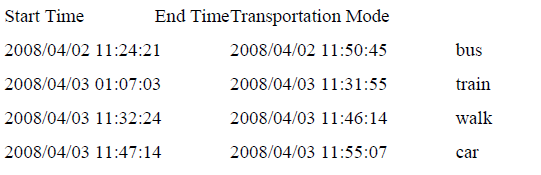 Start Time End TimeTransportation Mode
2008/04/02 11:24:21 2008/04/02 11:50:45 bus
2008/04/03 01:07:03 2008/04/03 11:31:55 train
2008/04/03 11:32:24 2008/04/03 11:46:14 walk
2008/04/03 11:47:14 2008/04/03 11:55:07 car